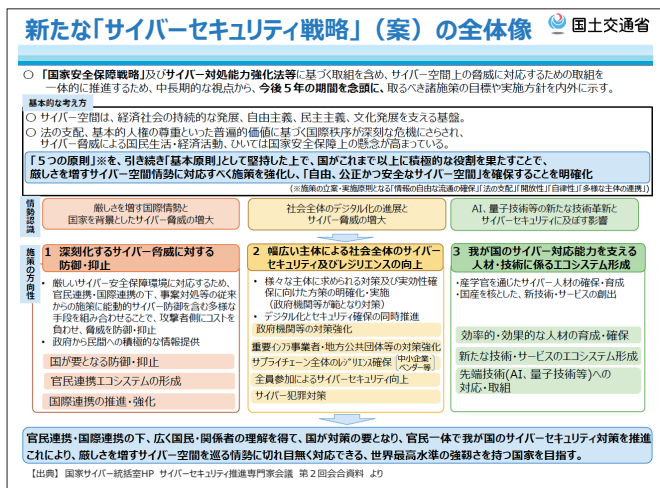 新たな「サイバーセキュリティ戦略」（案）の全体像
国土交通省
○ 「国家安全保障戦略」及びサイバー対処能力強化法等に基づく取組を含め、サイバー空間上の脅威に対応するための取組を
一体的に推進するため、中長期的な視点から、今後５年の期間を念頭に、取るべき諸施策の目標や実施方針を内外に示す。
基本的な考え方
○ サイバー空間は、経済社会の持続的な発展、自由主義、民主主義、文化発展を支える基盤。
○ 法の支配、基本的人権の尊重といった普遍的価値に基づく国際秩序が深刻な危機にさらされ、
サイバー脅威による国民生活・経済活動、ひいては国家安全保障上の懸念が高まっている。
「５つの原則」※を、引き続き「基本原則」として堅持した上で、国がこれまで以上に積極的な役割を果たすことで、
厳しさを増すサイバー空間情勢に対応すべく施策を強化し、「自由、公正かつ安全なサイバー空間」を確保することを明確化
（※施策の立案・実施原則となる「情報の自由な流通の確保」「法の支配」「開放性」「自律性」「多様な主体の連携」）
情勢認識
厳しさを増す国際情勢と
国家を背景としたサイバー脅威の増大
社会全体のデジタル化の進展と
サイバー脅威の増大
AI、量子技術等の新たな技術革新と
サイバーセキュリティに及ぼす影響
施策の方向性
1 深刻化するサイバー脅威に対する
防御・抑止
• 厳しいサイバー安全保障環境に対応するため、
官民連携・国際連携の下、事案対処等の従来
からの施策に能動的サイバー防御を含む多様な
手段を組み合わせることで、攻撃者側にコストを
負わせ、脅威を防御・抑止
• 政府から民間への積極的な情報提供
国が要となる防御・抑止
官民連携エコシステムの形成
国際連携の推進・強化
2 幅広い主体による社会全体のサイバー
セキュリティ及びレジリエンスの向上
• 様々な主体に求められる対策及び実効性確
保に向けた方策の明確化・実施
（政府機関等が範となり対策）
• デジタル化とセキュリティ確保の同時推進
政府機関等の対策強化
重要インフラ事業者・地方公共団体等の対策強化
サプライチェーン全体のレジリエンス確保
中小企業・
ベンダー等
全員参加によるサイバーセキュリティ向上
サイバー犯罪対策
3 我が国のサイバー対応能力を支える
人材・技術に係るエコシステム形成
・産学官を通じたサイバー人材の確保・育成
・国産を核とした、新技術・サービスの創出
効率的・効果的な人材の育成・確保
新たな技術・サービスのエコシステム形成
先端技術(AI、量子技術等)への
対応・取組
官民連携・国際連携の下、広く国民・関係者の理解を得て、国が対策の要となり、官民一体で我が国のサイバーセキュリティ対策を推進
これにより、厳しさを増すサイバー空間を巡る情勢に切れ目無く対応できる、世界最高水準の強靱さを持つ国家を目指す。
【出典】 国家サイバー統括室HP サイバーセキュリティ推進専門家会議 第２回会合資料 より